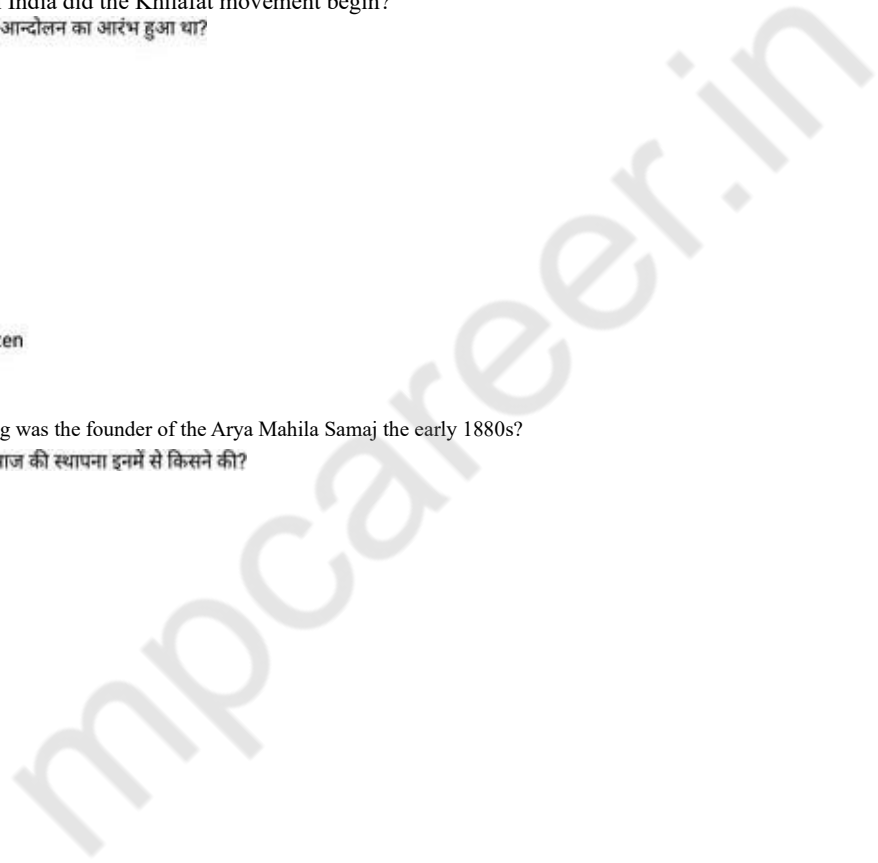 India did the Khilafat movement begin?
आन्दोलन का आरंभ हुआ था?
en
g was the founder of the Arya Mahila Samaj the early 1880s?
ाज की स्थापना इनमें से किसने की?
mpcareer.in